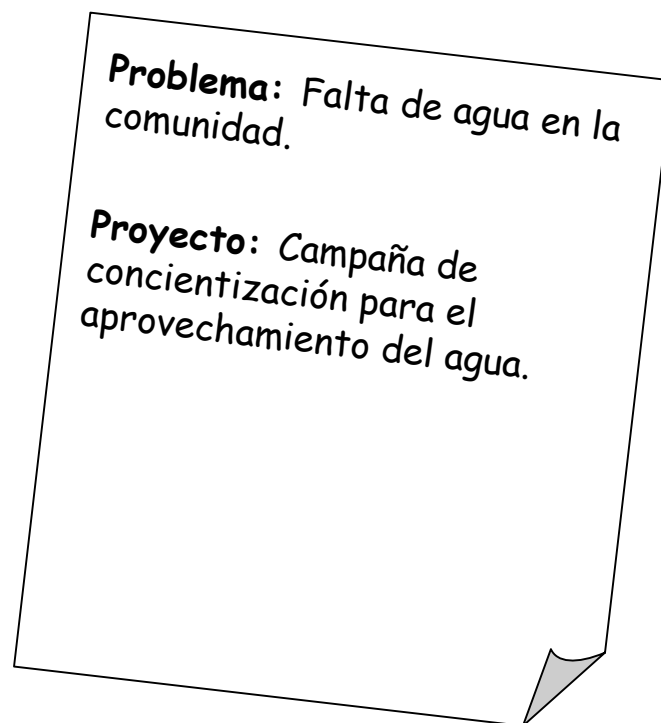 Problema: Falta de agua en la
comunidad.
Proyecto: Campaña de
concientización para el
aprovechamiento del agua.